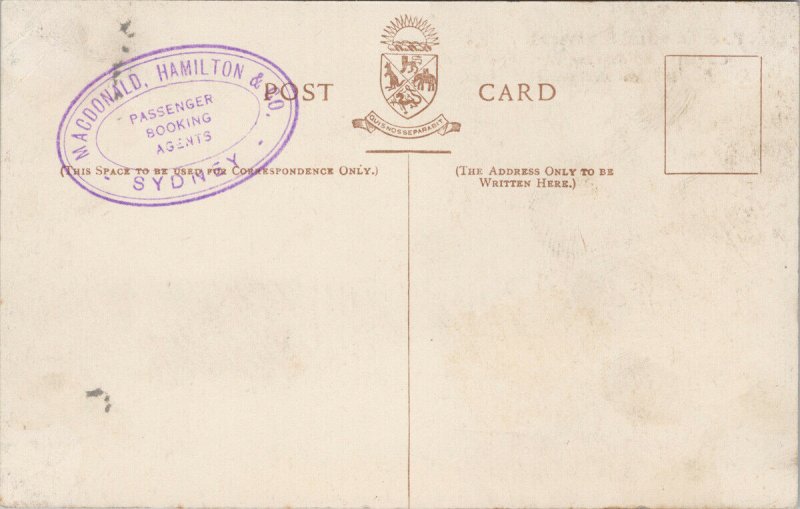 MACDONALD, HAMILTON & CO.
PASSENGER
BOOKING
AGENTS
· SYDNEY ·
POST CARD
QUIS NOS SEPARABIT
(This Space to be used for Correspondence Only.)
(The Address Only to be
Written Here.)